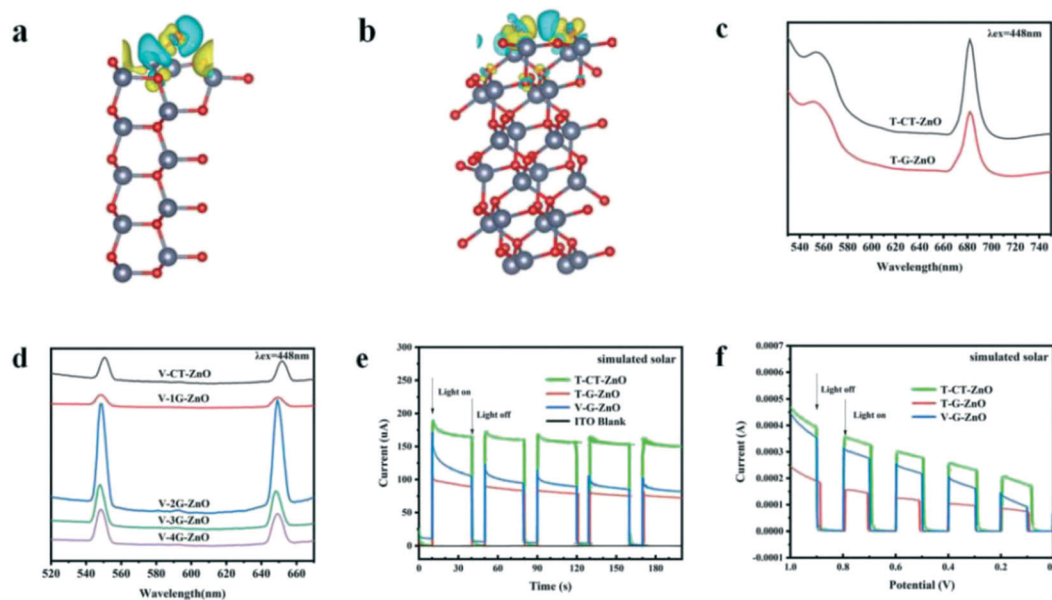 a
b
c
λex=448nm
T-CT-ZnO
T-G-ZnO
540 560 580 600 620 640 660 680 700 720 740
Wavelength(nm)
d
λex=448nm
V-CT-ZnO
V-1G-ZnO
V-2G-ZnO
V-3G-ZnO
V-4G-ZnO
520 540 560 580 600 620 640 660
Wavelength(nm)
e
simulated solar
300
250
200
150
100
50
0
Current (uA)
Light on
Light off
T-CT-ZnO
T-G-ZnO
V-G-ZnO
ITO Blank
0 30 60 90 120 150 180
Time (s)
f
simulated solar
0.0007
0.0006
0.0005
0.0004
0.0003
0.0002
0.0001
0.0000
-0.0001
Current (A)
Light off
Light on
T-CT-ZnO
T-G-ZnO
V-G-ZnO
1.0 0.8 0.6 0.4 0.2 0.0
Potential (V)